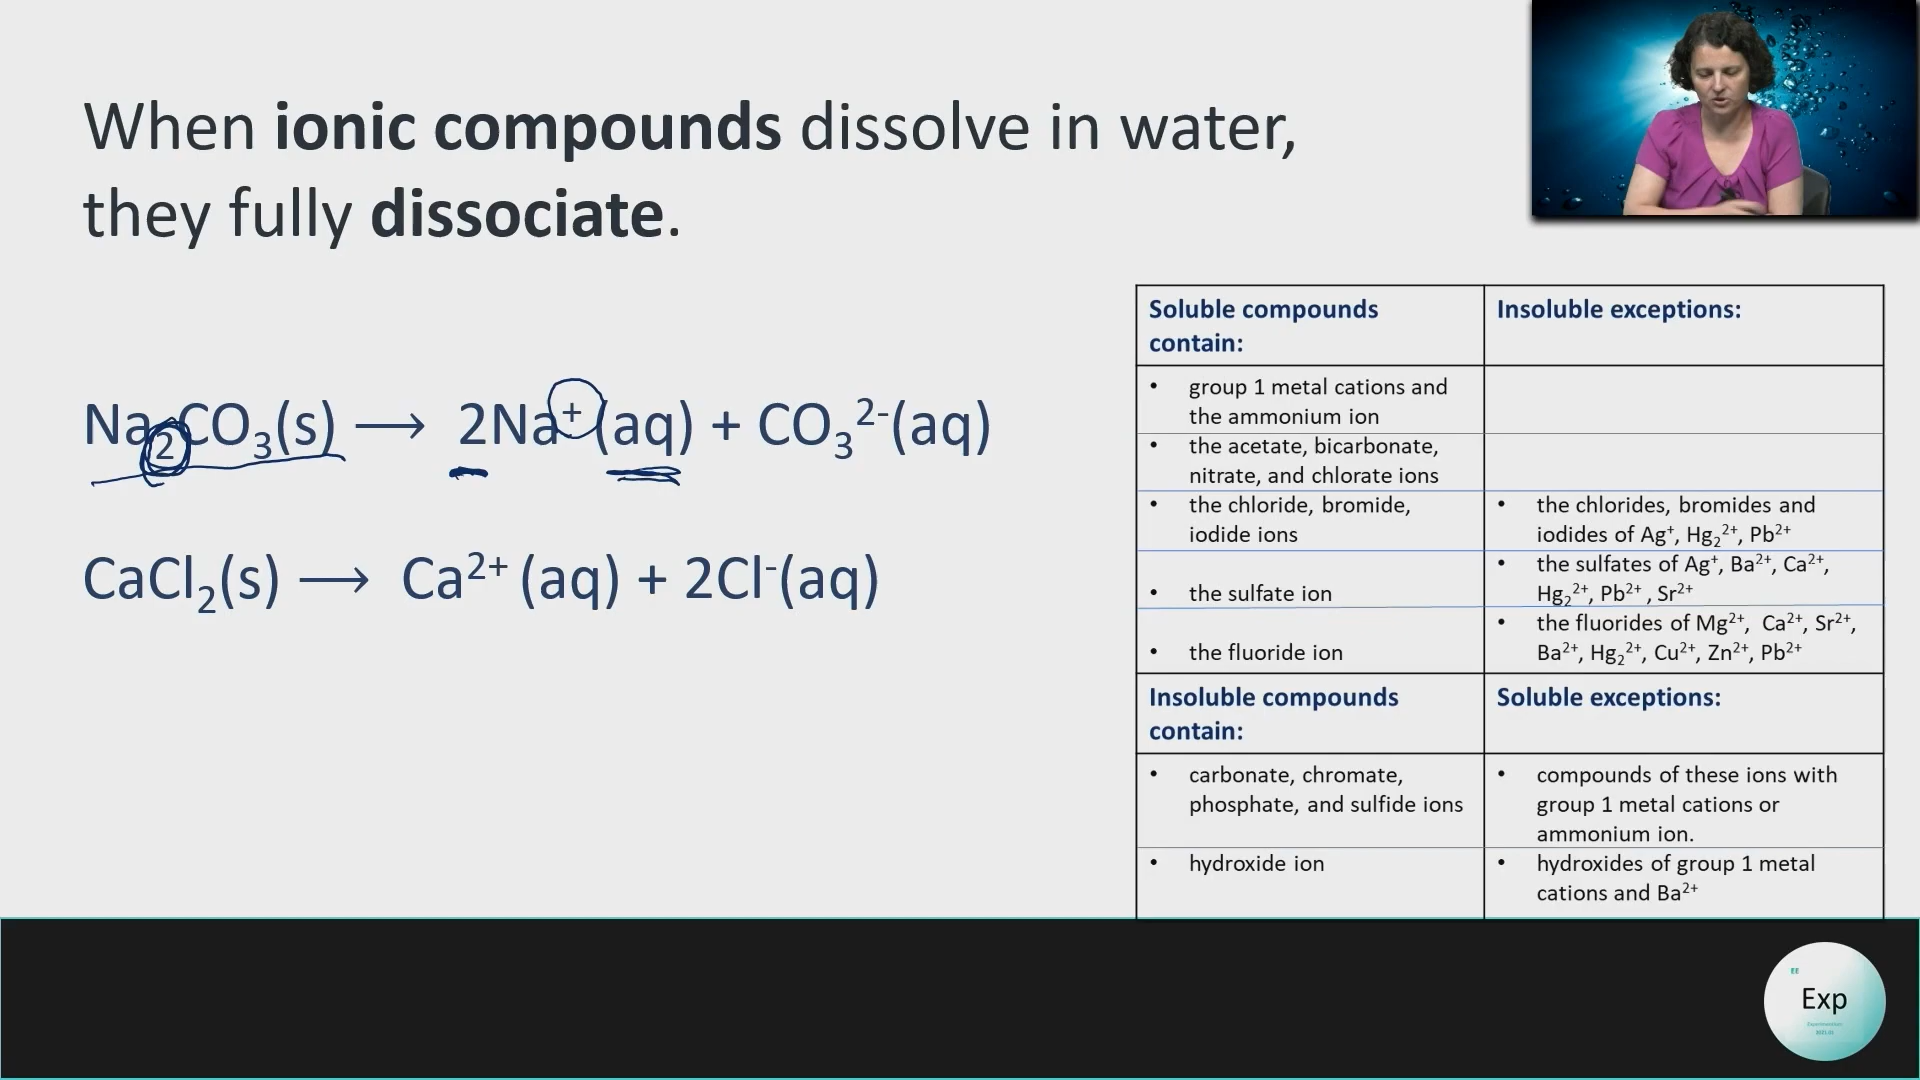 When ionic compounds dissolve in water,
they fully dissociate.
Na₂CO₃(s) ⟶ 2Na⁺(aq) + CO₃²⁻(aq)
CaCl₂(s) ⟶ Ca²⁺ (aq) + 2Cl⁻(aq)
Soluble compounds
contain:
Insoluble exceptions:
• group 1 metal cations and
the ammonium ion
• the acetate, bicarbonate,
nitrate, and chlorate ions
• the chloride, bromide,
iodide ions
• the chlorides, bromides and
iodides of Ag⁺, Hg₂²⁺, Pb²⁺
• the sulfate ion
• the sulfates of Ag⁺, Ba²⁺, Ca²⁺,
Hg₂²⁺, Pb²⁺ , Sr²⁺
• the fluoride ion
• the fluorides of Mg²⁺, Ca²⁺, Sr²⁺,
Ba²⁺, Hg₂²⁺, Cu²⁺, Zn²⁺, Pb²⁺
Insoluble compounds
contain:
Soluble exceptions:
• carbonate, chromate,
phosphate, and sulfide ions
• compounds of these ions with
group 1 metal cations or
ammonium ion.
• hydroxide ion
• hydroxides of group 1 metal
cations and Ba²⁺
EE
Exp